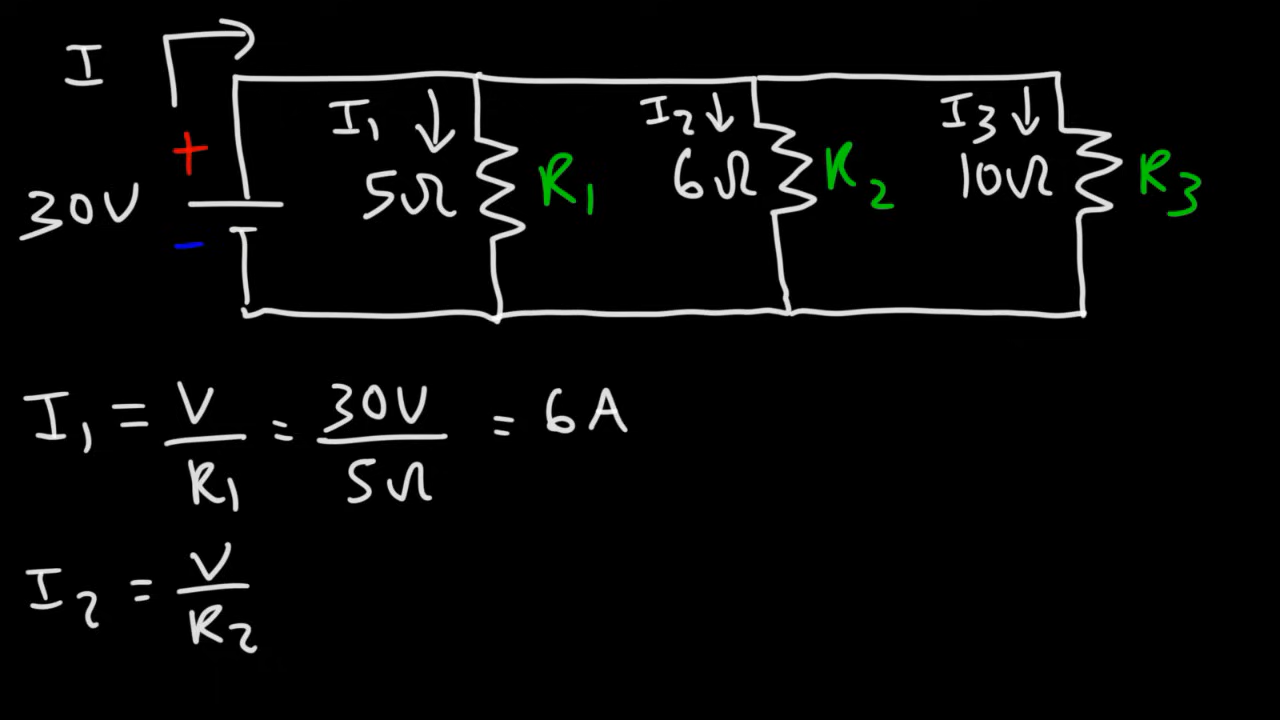 I
+
30V
-
I₁ ↓
5Ω
R₁
I₂ ↓
6Ω
R₂
I₃ ↓
10Ω
R₃
I₁ = V/R₁ = 30V/5Ω = 6A
I₂ = V/R₂